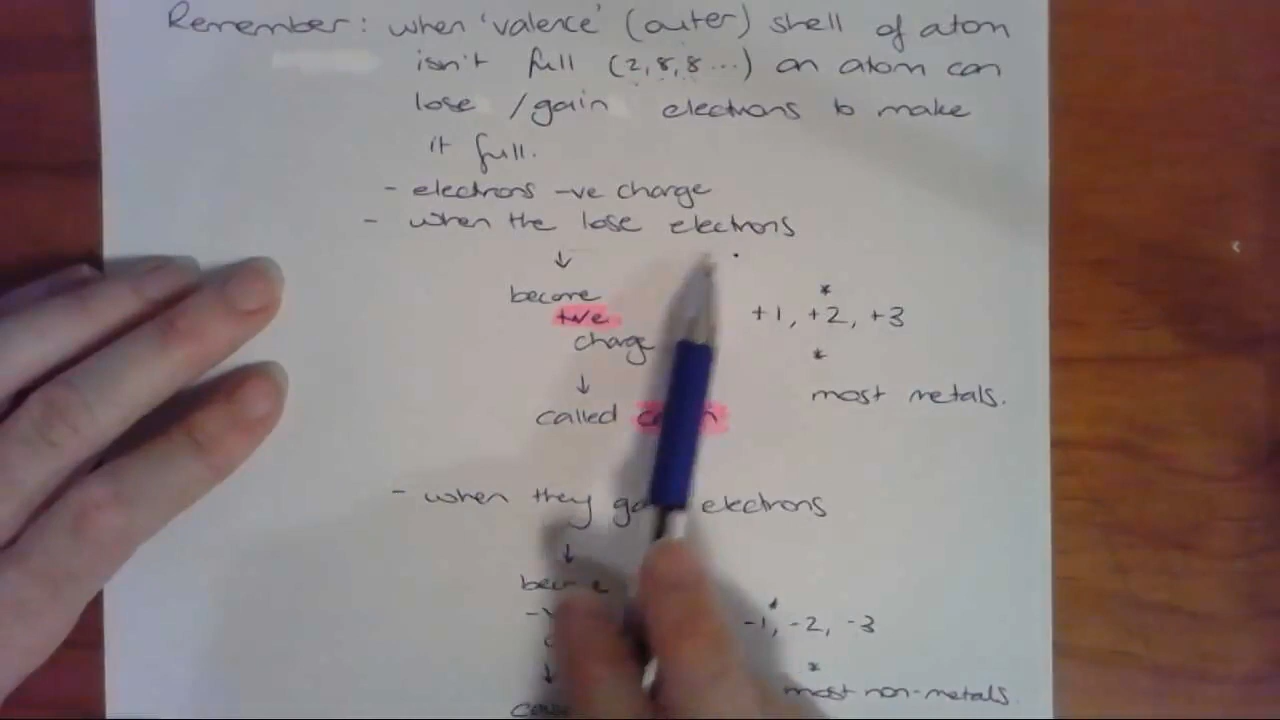 Remember: when 'valence' (outer) shell of atom
isn't full (2,8,8...) an atom can
lose /gain electrons to make
it full.
- electrons -ve charge
- when the lose electrons
↓
become
+ve
charge
+1, +2, +3
*
*
↓
most metals.
called
- when they electrons
↓
-1, -2, -3
*
↓
most non-metals.